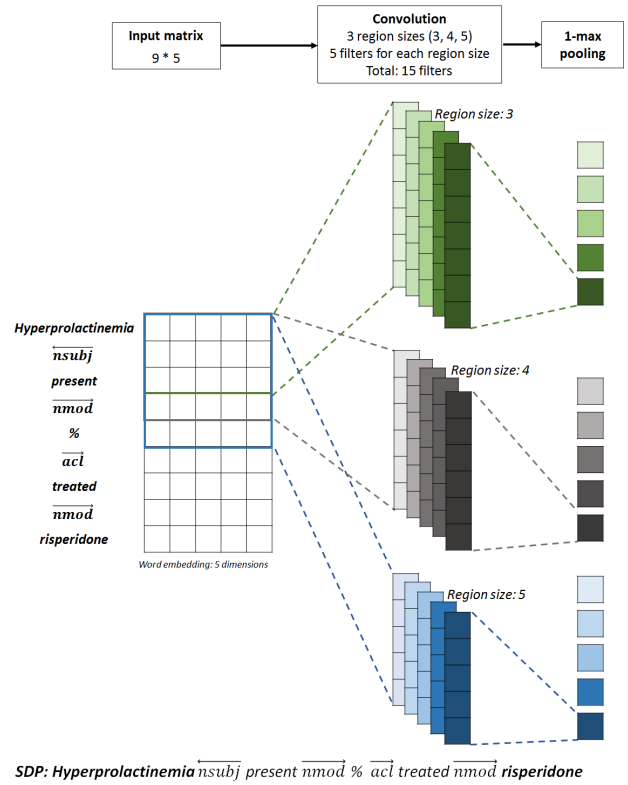 Input matrix
9 * 5
Convolution
3 region sizes (3, 4, 5)
5 filters for each region size
Total: 15 filters
1-max
pooling
Region size: 3
Hyperprolactinemia
nsubj
present
nmod
%
acl
treated
nmod
risperidone
Word embedding: 5 dimensions
Region size: 4
Region size: 5
SDP: Hyperprolactinemia nsubj present nmod % acl treated nmod risperidone